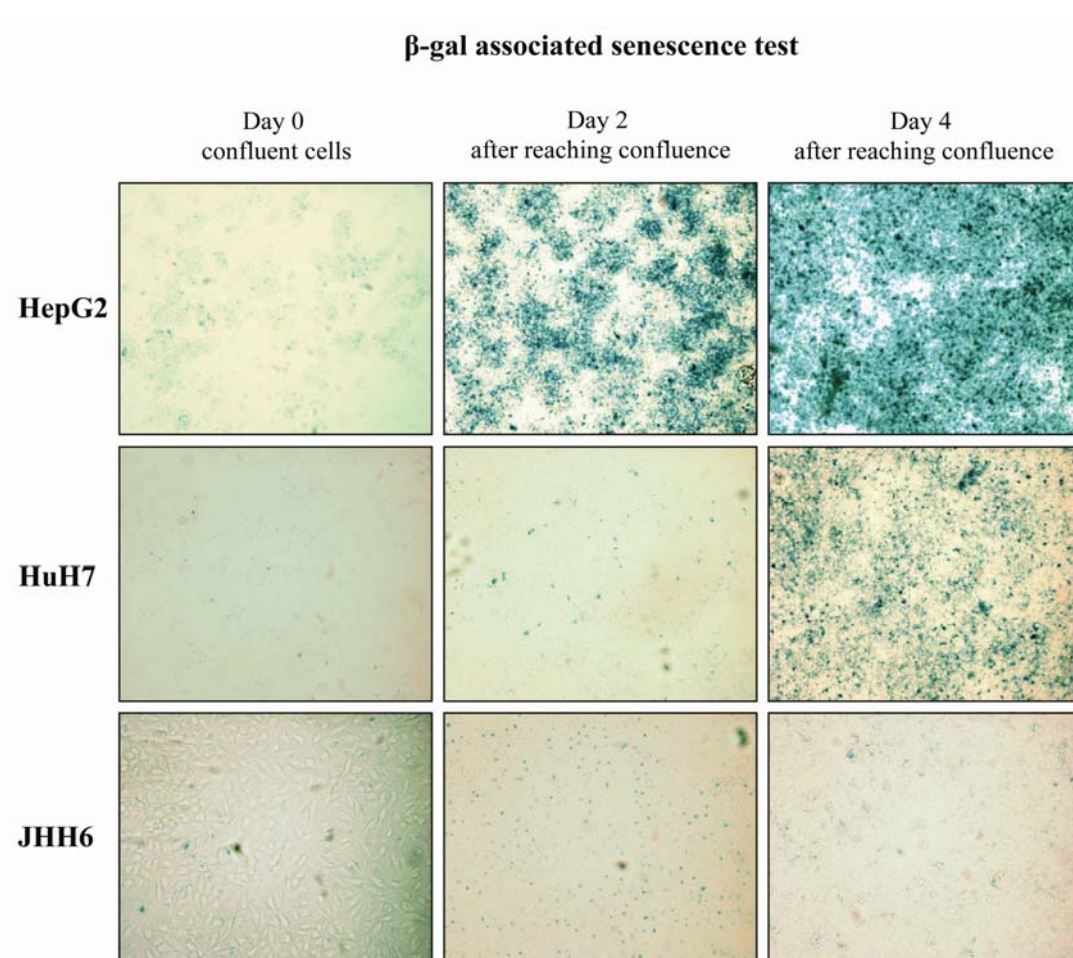 β-gal associated senescence test
Day 0
confluent cells
Day 2
after reaching confluence
Day 4
after reaching confluence
HepG2
HuH7
JHH6